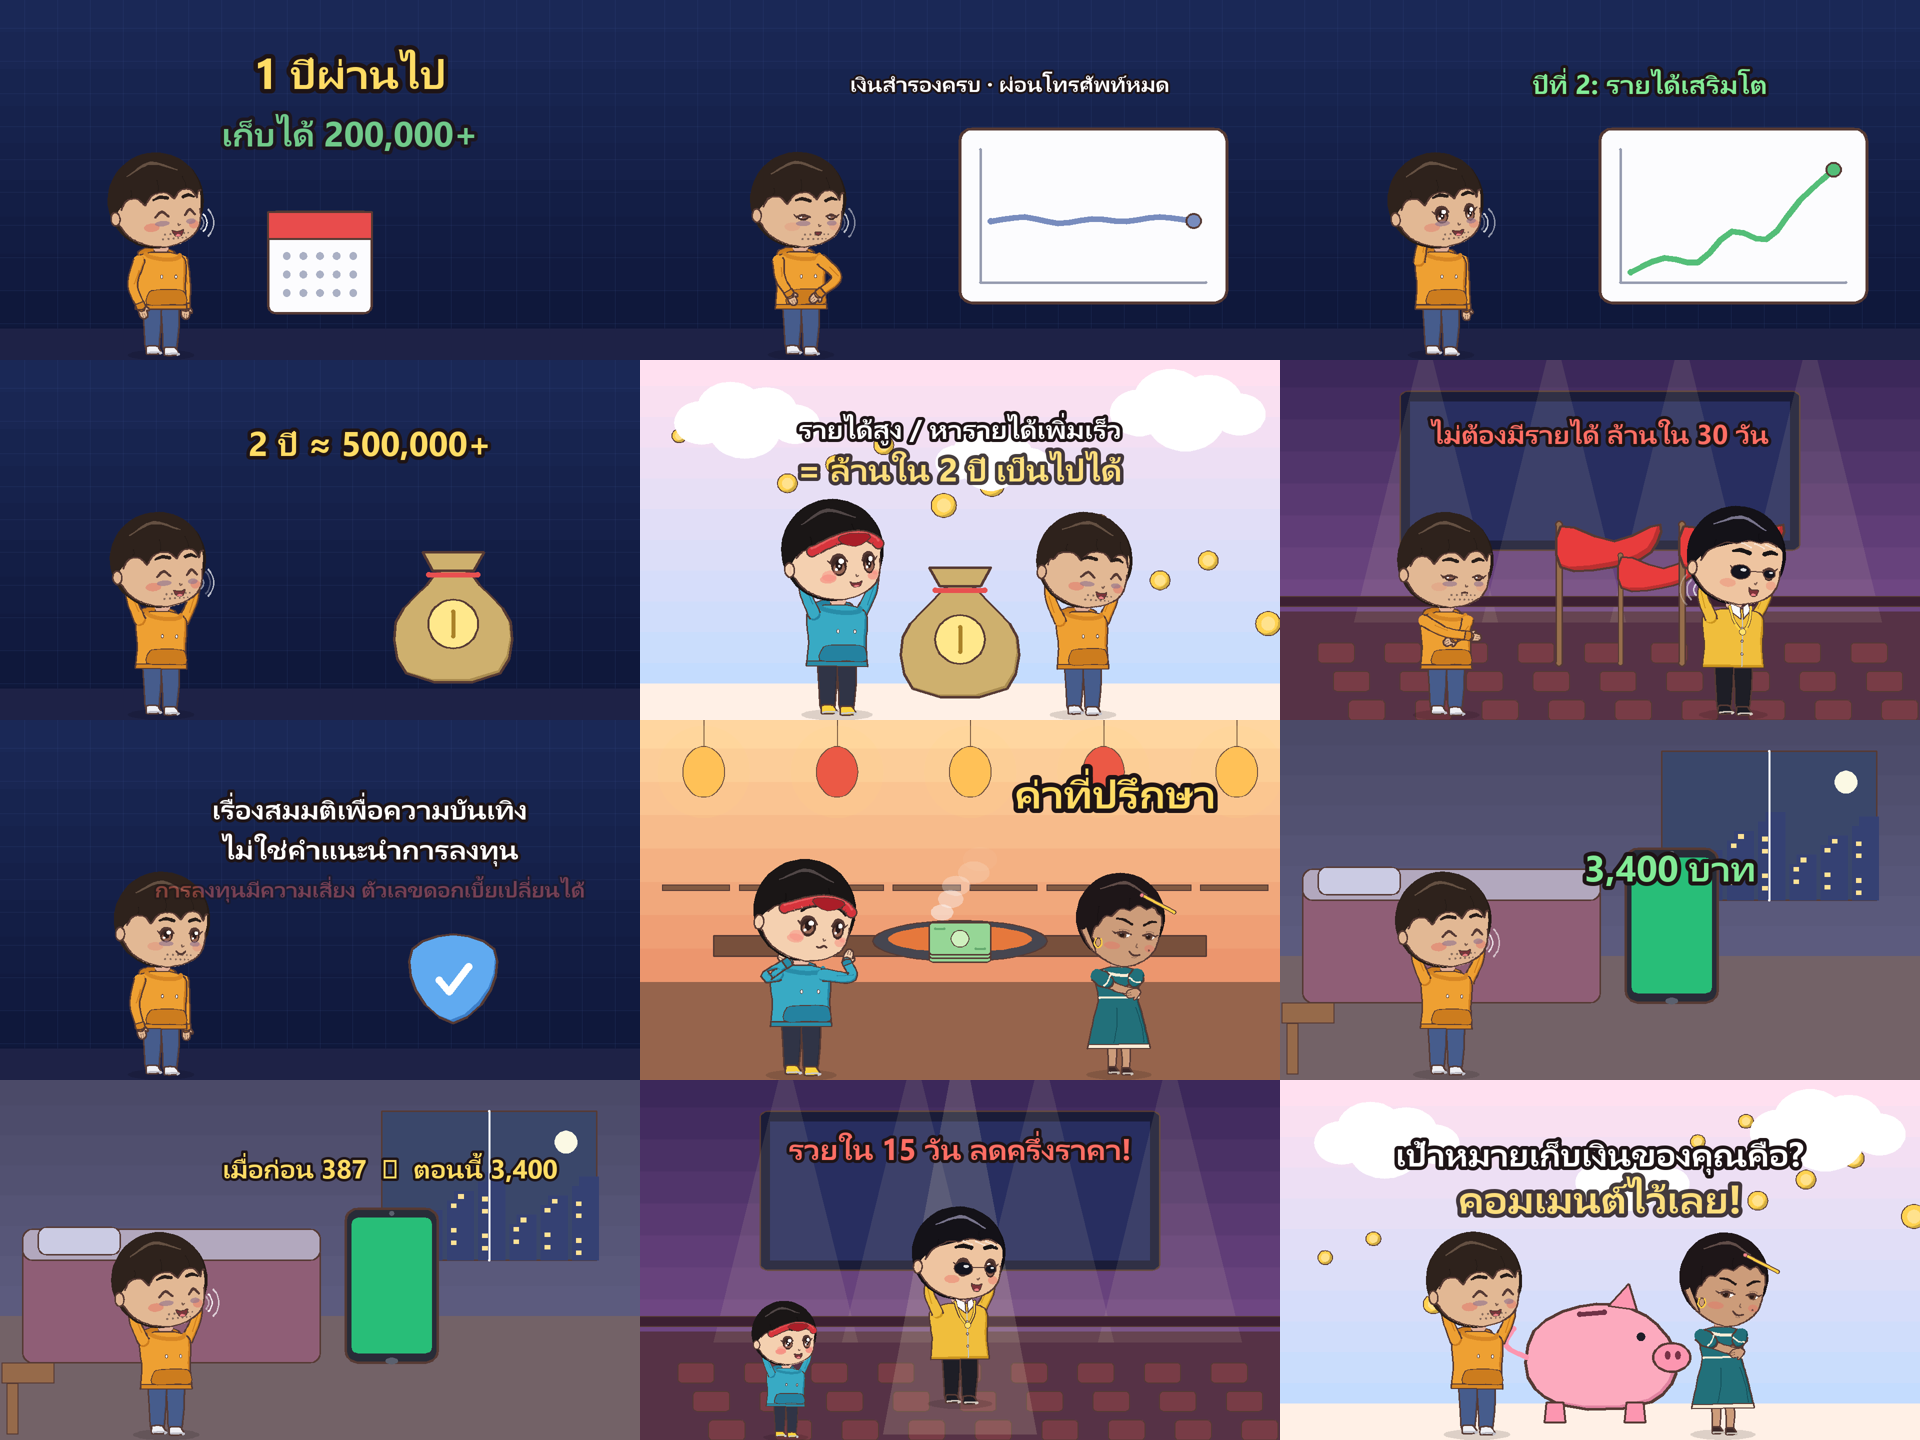 1 ปีผ่านไป
เก็บได้ 200,000+
เงินสำรองครบ · ผ่อนโทรศัพท์หมด
ปีที่ 2: รายได้เสริมโต
2 ปี ≈ 500,000+
รายได้สูง / หารายได้เพิ่มเร็ว
= ล้านใน 2 ปี เป็นไปได้
ไม่ต้องมีรายได้ ล้านใน 30 วัน
เรื่องสมมติเพื่อความบันเทิง
ไม่ใช่คำแนะนำการลงทุน
การลงทุนมีความเสี่ยง ตัวเลขดอกเบี้ยเปลี่ยนได้
ค่าที่ปรึกษา
3,400 บาท
เมื่อก่อน 387 ▯ ตอนนี้ 3,400
รวยใน 15 วัน ลดครึ่งราคา!
เป้าหมายเก็บเงินของคุณคือ?
คอมเมนต์ไว้เลย!